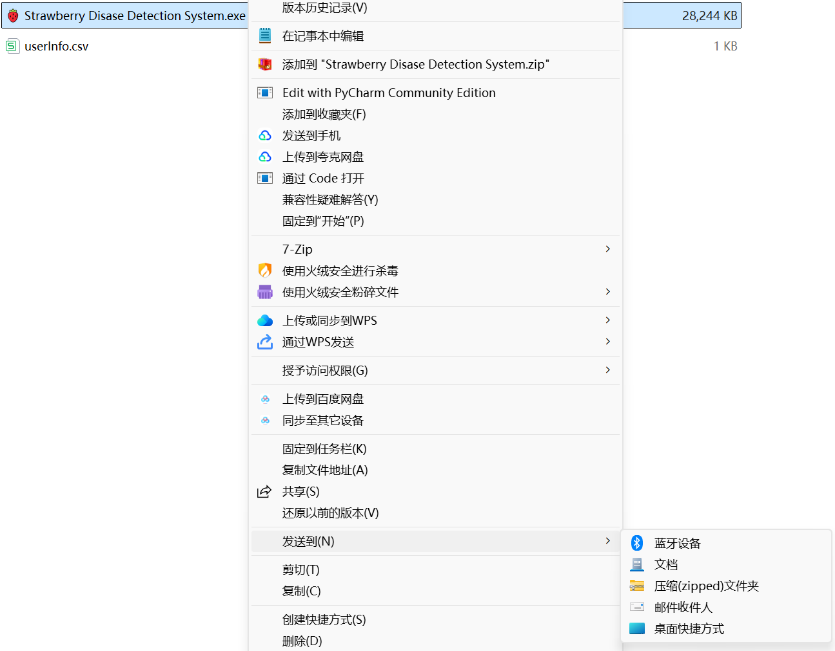 版本历史记录(V)
Strawberry Disase Detection System.exe
28,244 KB
userInfo.csv
1 KB
在记事本中编辑
添加到 "Strawberry Disase Detection System.zip"
Edit with PyCharm Community Edition
添加到收藏夹(F)
发送到手机
上传到夸克网盘
通过 Code 打开
兼容性疑难解答(Y)
固定到“开始”(P)
7-Zip
使用火绒安全进行杀毒
使用火绒安全粉碎文件
上传或同步到WPS
通过WPS发送
授予访问权限(G)
上传到百度网盘
同步至其它设备
固定到任务栏(K)
复制文件地址(A)
共享(S)
还原以前的版本(V)
发送到(N)
剪切(T)
复制(C)
创建快捷方式(S)
删除(D)
蓝牙设备
文档
压缩(zipped)文件夹
邮件收件人
桌面快捷方式